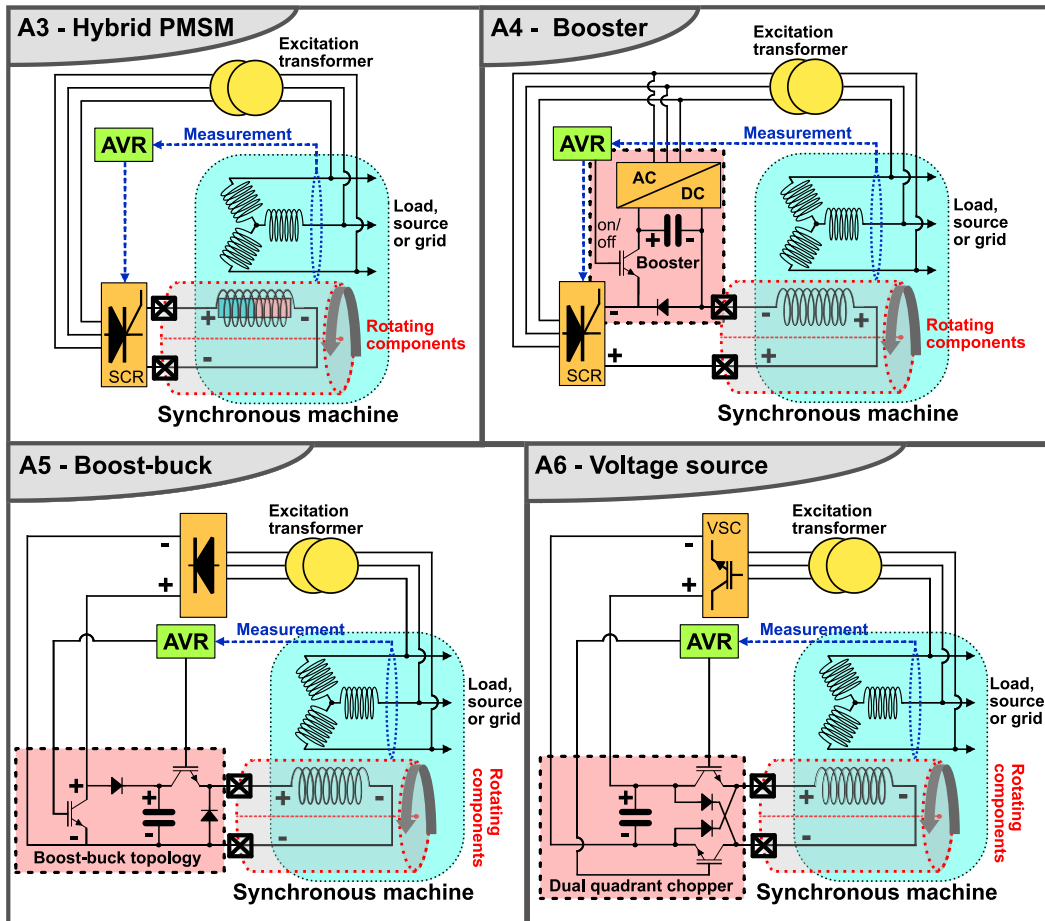 A3 - Hybrid PMSM
Excitation
transformer
AVR
Measurement
Load,
source
or grid
+
-
-
Rotating
components
SCR
Synchronous machine
A4 - Booster
Excitation
transformer
AVR
Measurement
AC
DC
on/
off
+
-
Booster
Load,
source
or grid
-
-
+
+
+
Rotating
components
SCR
Synchronous machine
A5 - Boost-buck
-
+
Excitation
transformer
AVR
Measurement
Load,
source
or grid
+
-
+
-
+
-
-
Rotating
components
Boost-buck topology
Synchronous machine
A6 - Voltage source
VSC
-
+
Excitation
transformer
AVR
Measurement
Load,
source
or grid
+
-
+
-
-
Rotating
components
Dual quadrant chopper
Synchronous machine